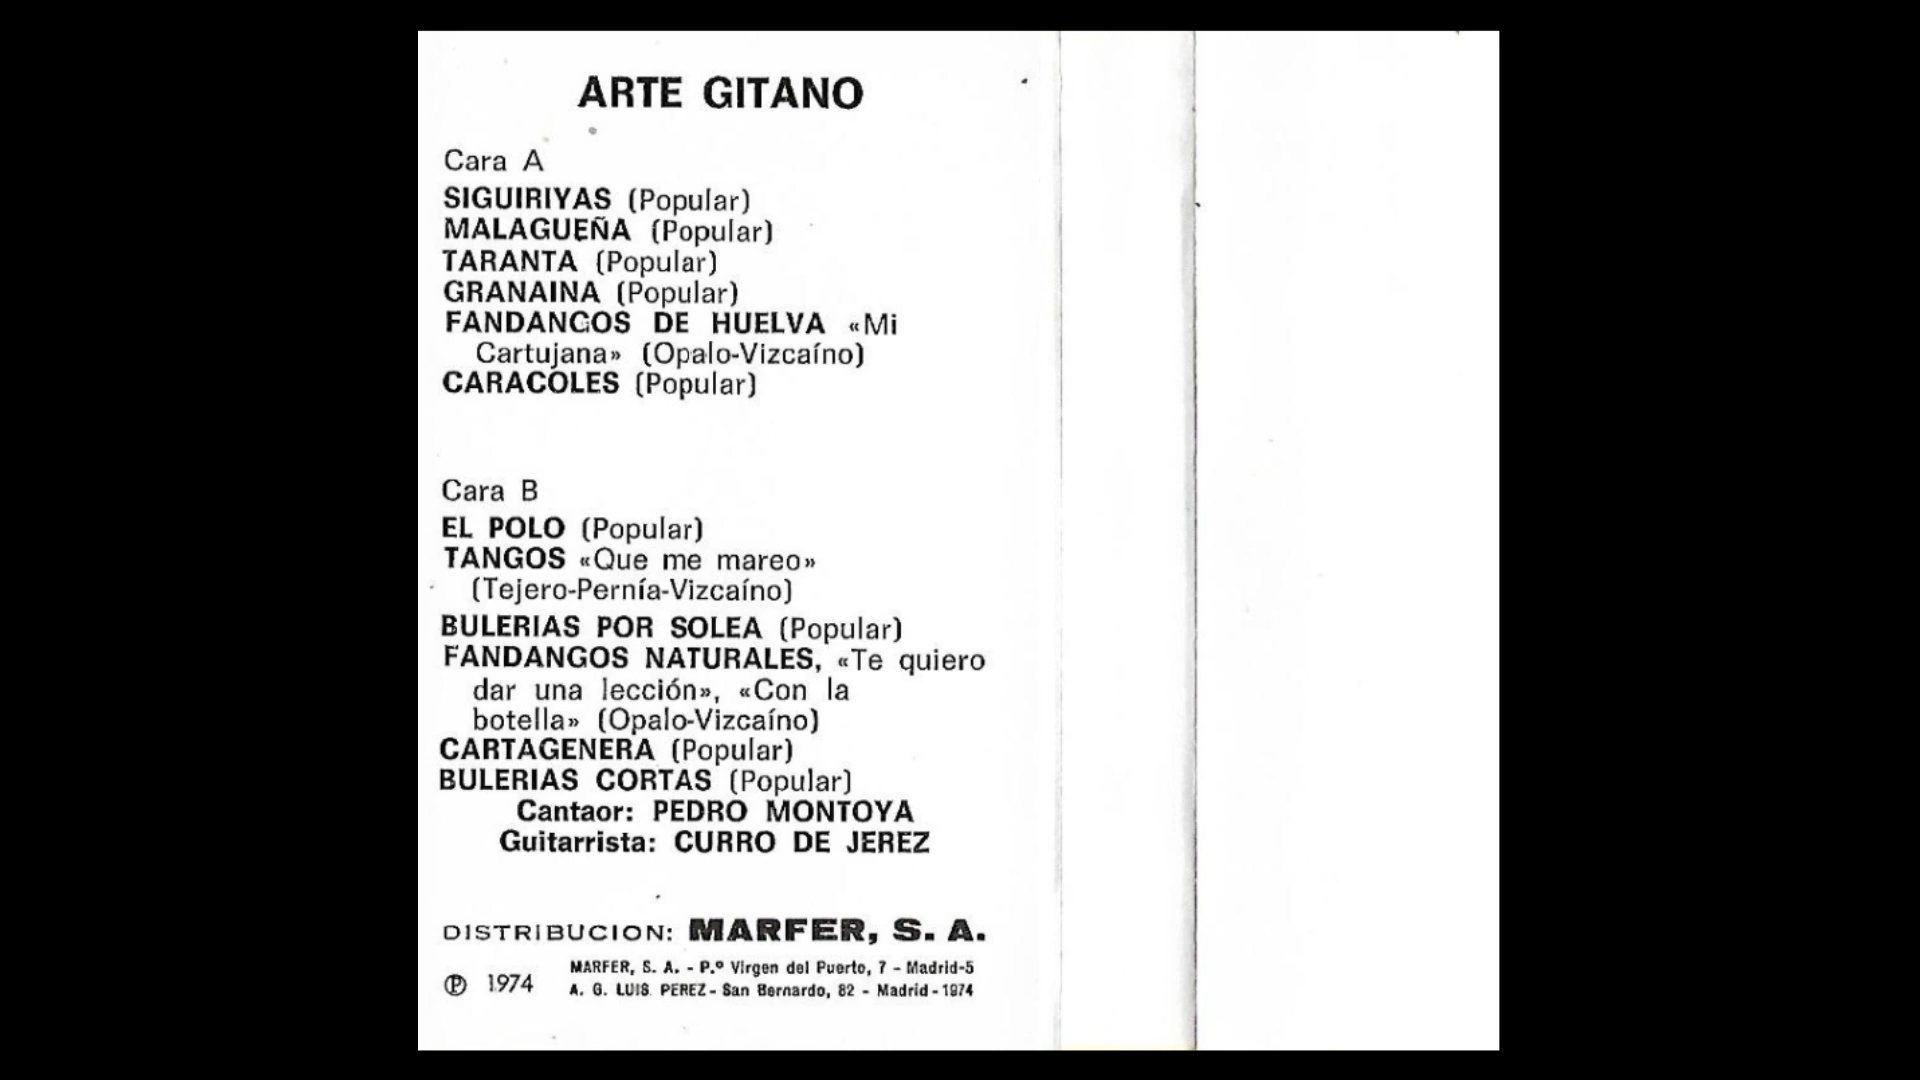 ARTE GITANO
Cara A
SIGUIRIYAS (Popular)
MALAGUEÑA (Popular)
TARANTA (Popular)
GRANAINA (Popular)
FANDANGOS DE HUELVA «Mi
Cartujana» (Opalo-Vizcaíno)
CARACOLES (Popular)
Cara B
EL POLO (Popular)
TANGOS «Que me mareo»
(Tejero-Pernía-Vizcaíno)
BULERIAS POR SOLEA (Popular)
FANDANGOS NATURALES, «Te quiero
dar una lección», «Con la
botella» (Opalo-Vizcaíno)
CARTAGENERA (Popular)
BULERIAS CORTAS (Popular)
Cantaor: PEDRO MONTOYA
Guitarrista: CURRO DE JEREZ
DISTRIBUCION: MARFER, S. A.
℗ 1974 MARFER, S. A. - P.º Virgen del Puerto, 7 - Madrid-5
A. G. LUIS PEREZ - San Bernardo, 82 - Madrid - 1974